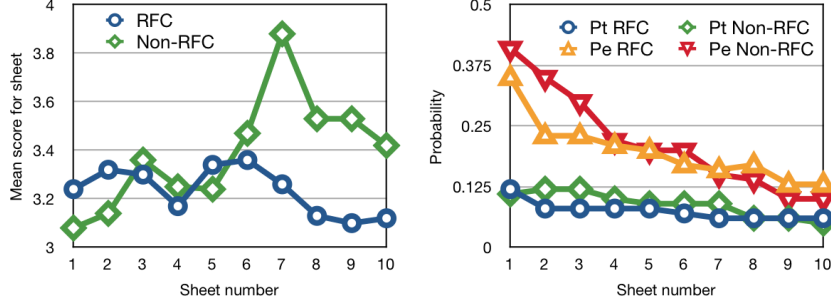 4
3.8
3.6
3.4
3.2
3
Mean score for sheet
RFC
Non-RFC
1 2 3 4 5 6 7 8 9 10
Sheet number
0.5
0.375
0.25
0.125
0
Probability
Pt RFC Pt Non-RFC
Pe RFC Pe Non-RFC
1 2 3 4 5 6 7 8 9 10
Sheet number